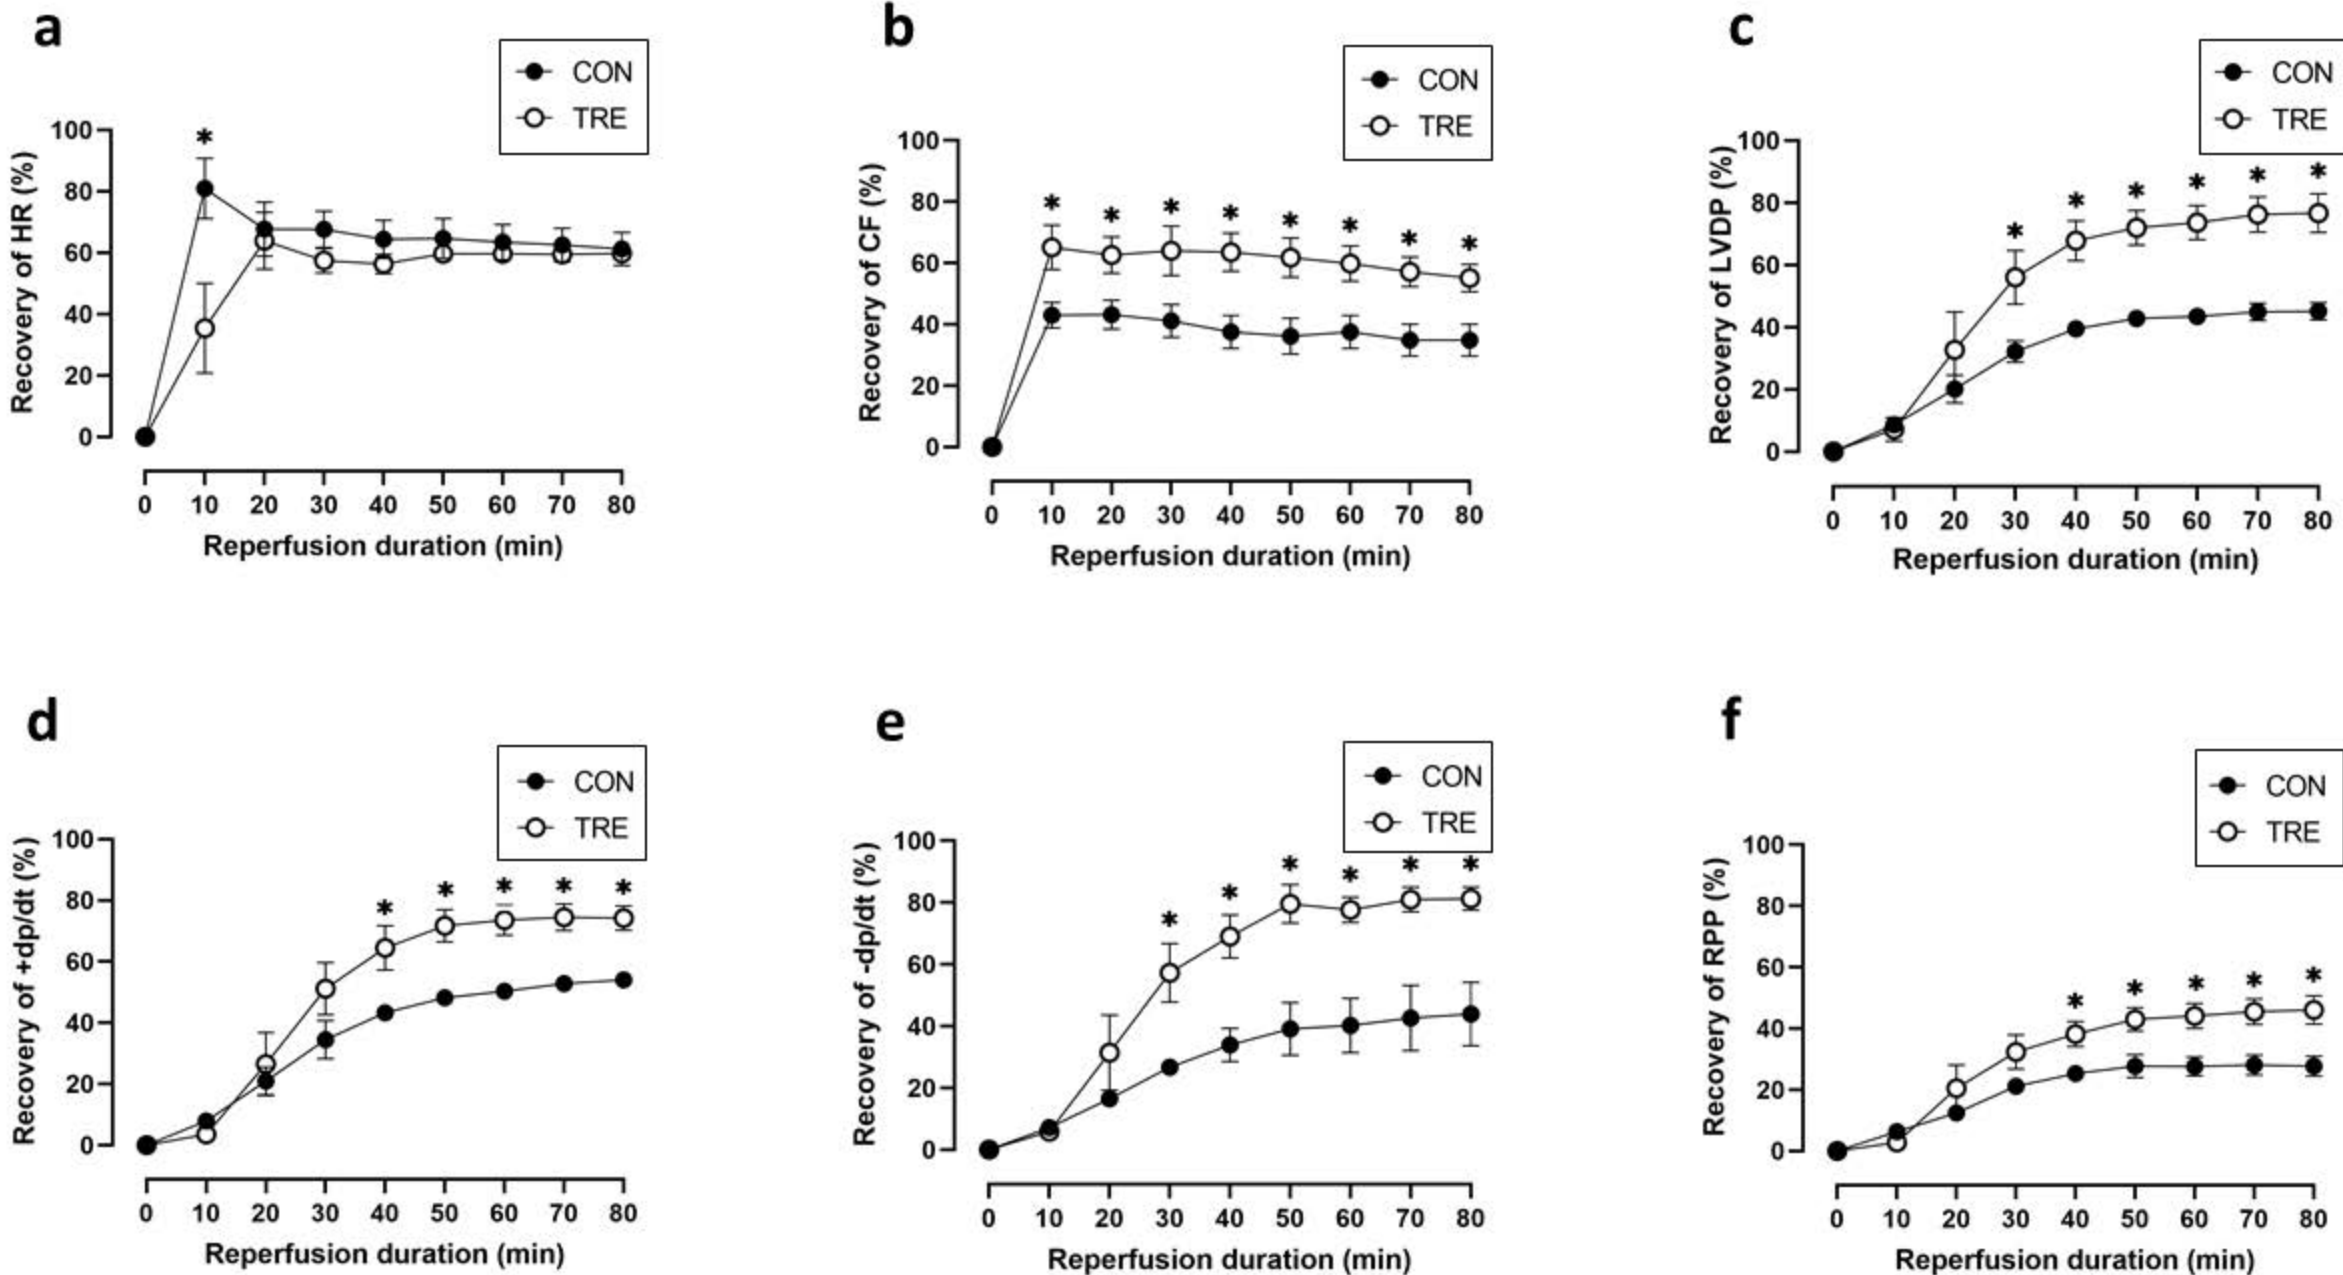 a
CON
TRE
*
Recovery of HR (%)
100
80
60
40
20
0
0 10 20 30 40 50 60 70 80
Reperfusion duration (min)
b
CON
TRE
* * * * * * * *
Recovery of CF (%)
100
80
60
40
20
0
0 10 20 30 40 50 60 70 80
Reperfusion duration (min)
c
CON
TRE
* * * * * *
Recovery of LVDP (%)
100
80
60
40
20
0
0 10 20 30 40 50 60 70 80
Reperfusion duration (min)
d
CON
TRE
* * * * *
Recovery of +dp/dt (%)
100
80
60
40
20
0
0 10 20 30 40 50 60 70 80
Reperfusion duration (min)
e
CON
TRE
* * * * * *
Recovery of -dp/dt (%)
100
80
60
40
20
0
0 10 20 30 40 50 60 70 80
Reperfusion duration (min)
f
CON
TRE
* * * * *
Recovery of RPP (%)
100
80
60
40
20
0
0 10 20 30 40 50 60 70 80
Reperfusion duration (min)